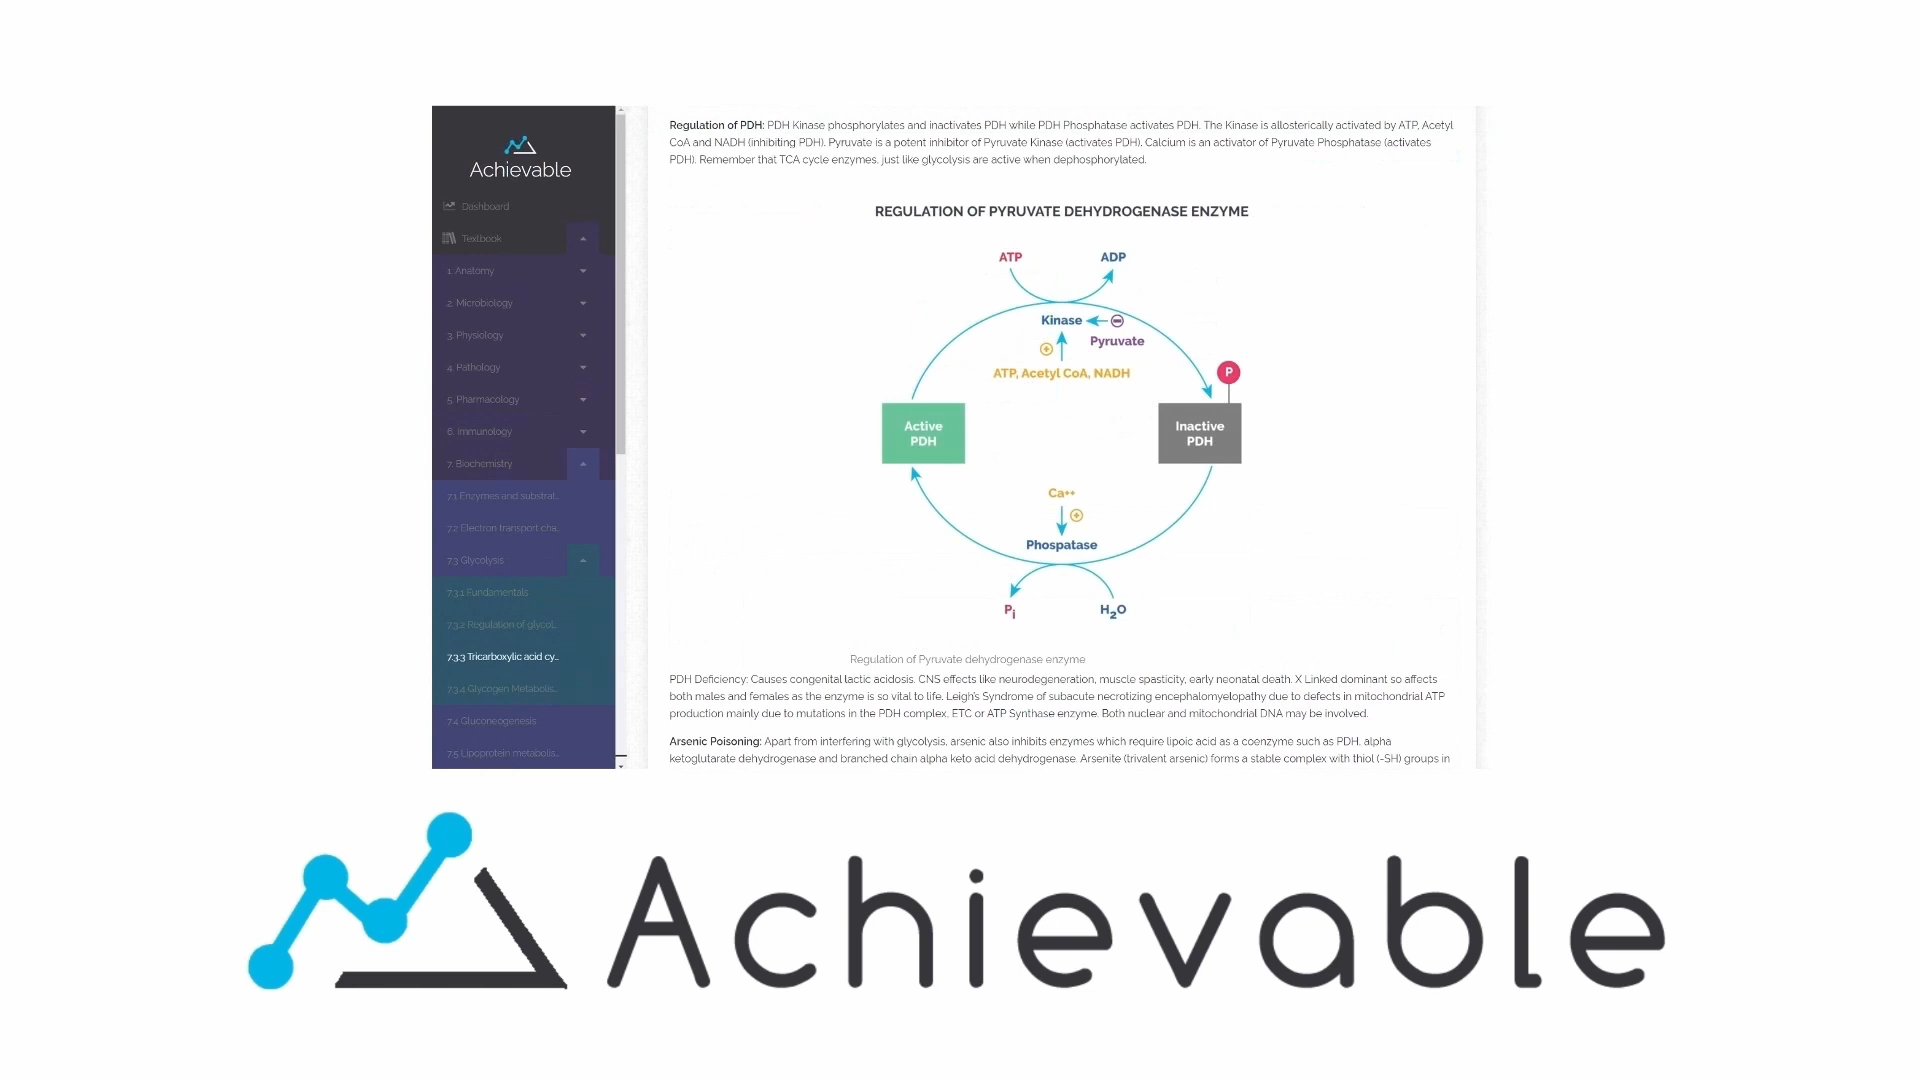 Achievable
Dashboard
Textbook
1. Anatomy
2. Microbiology
3. Physiology
4. Pathology
5. Pharmacology
6. Immunology
7. Biochemistry
7.1 Enzymes and substrat...
7.2 Electron transport cha...
7.3 Glycolysis
7.3.1 Fundamentals
7.3.2 Regulation of glycol...
7.3.3 Tricarboxylic acid cy...
7.3.4 Glycogen Metabolis...
7.4 Gluconeogenesis
7.5 Lipoprotein metabolis...
Regulation of PDH: PDH Kinase phosphorylates and inactivates PDH while PDH Phosphatase activates PDH. The Kinase is allosterically activated by ATP, Acetyl
CoA and NADH (inhibiting PDH). Pyruvate is a potent inhibitor of Pyruvate Kinase (activates PDH). Calcium is an activator of Pyruvate Phosphatase (activates
PDH). Remember that TCA cycle enzymes, just like glycolysis are active when dephosphorylated.
REGULATION OF PYRUVATE DEHYDROGENASE ENZYME
ATP
ADP
Kinase
Pyruvate
ATP, Acetyl CoA, NADH
P
Active
PDH
Inactive
PDH
Ca++
Phospatase
Pi
H2O
Regulation of Pyruvate dehydrogenase enzyme
PDH Deficiency: Causes congenital lactic acidosis. CNS effects like neurodegeneration, muscle spasticity, early neonatal death. X Linked dominant so affects
both males and females as the enzyme is so vital to life. Leigh's Syndrome of subacute necrotizing encephalomyelopathy due to defects in mitochondrial ATP
production mainly due to mutations in the PDH complex, ETC or ATP Synthase enzyme. Both nuclear and mitochondrial DNA may be involved.
Arsenic Poisoning: Apart from interfering with glycolysis, arsenic also inhibits enzymes which require lipoic acid as a coenzyme such as PDH, alpha
ketoglutarate dehydrogenase and branched chain alpha keto acid dehydrogenase. Arsenite (trivalent arsenic) forms a stable complex with thiol (-SH) groups in
Achievable